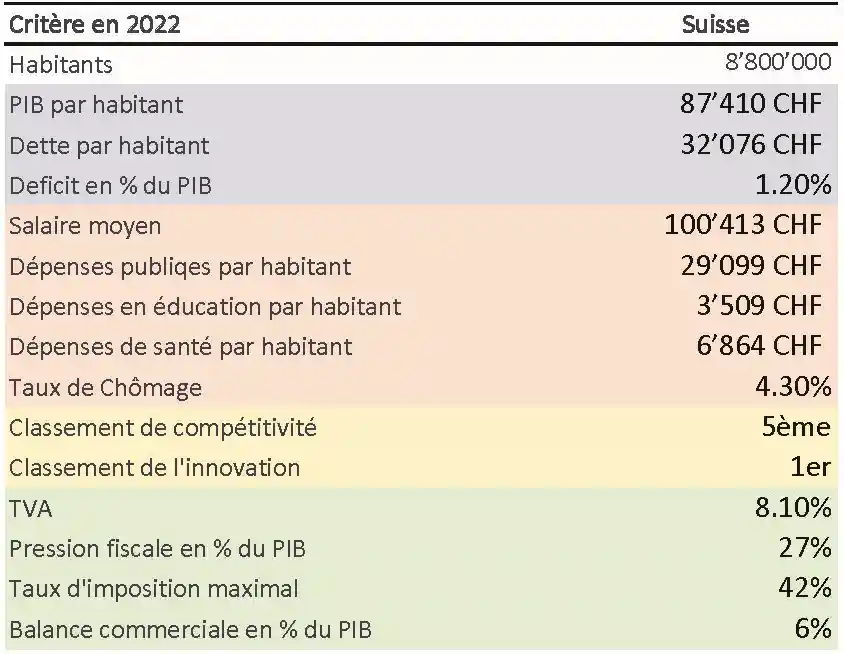 Critère en 2022 Suisse
Habitants 8’800’000
PIB par habitant 87’410 CHF
Dette par habitant 32’076 CHF
Deficit en % du PIB 1.20%
Salaire moyen 100’413 CHF
Dépenses publiqes par habitant 29’099 CHF
Dépenses en éducation par habitant 3’509 CHF
Dépenses de santé par habitant 6’864 CHF
Taux de Chômage 4.30%
Classement de compétitivité 5ème
Classement de l'innovation 1er
TVA 8.10%
Pression fiscale en % du PIB 27%
Taux d'imposition maximal 42%
Balance commerciale en % du PIB 6%